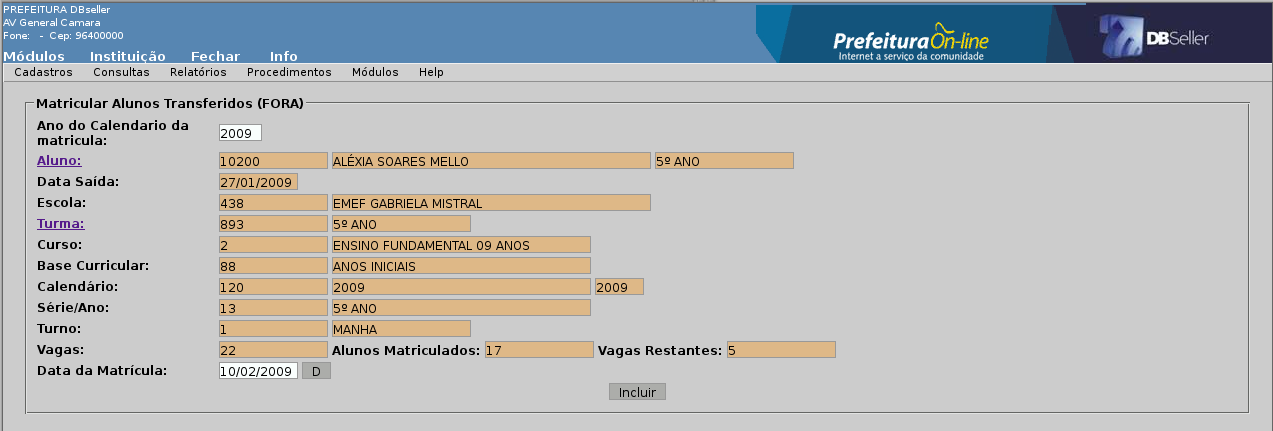 PREFEITURA DBseller
AV General Camara
Fone:   -  Cep: 96400000
Prefeitura On-line
Internet a serviço da comunidade
DBSeller
Módulos Instituição Fechar Info
Cadastros Consultas Relatórios Procedimentos Módulos Help
Matricular Alunos Transferidos (FORA)
Ano do Calendario da
matricula: 2009
Aluno: 10200 ALÉXIA SOARES MELLO 5º ANO
Data Saída: 27/01/2009
Escola: 438 EMEF GABRIELA MISTRAL
Turma: 893 5º ANO
Curso: 2 ENSINO FUNDAMENTAL 09 ANOS
Base Curricular: 88 ANOS INICIAIS
Calendário: 120 2009 2009
Série/Ano: 13 5º ANO
Turno: 1 MANHA
Vagas: 22 Alunos Matriculados: 17 Vagas Restantes: 5
Data da Matrícula: 10/02/2009 D
Incluir